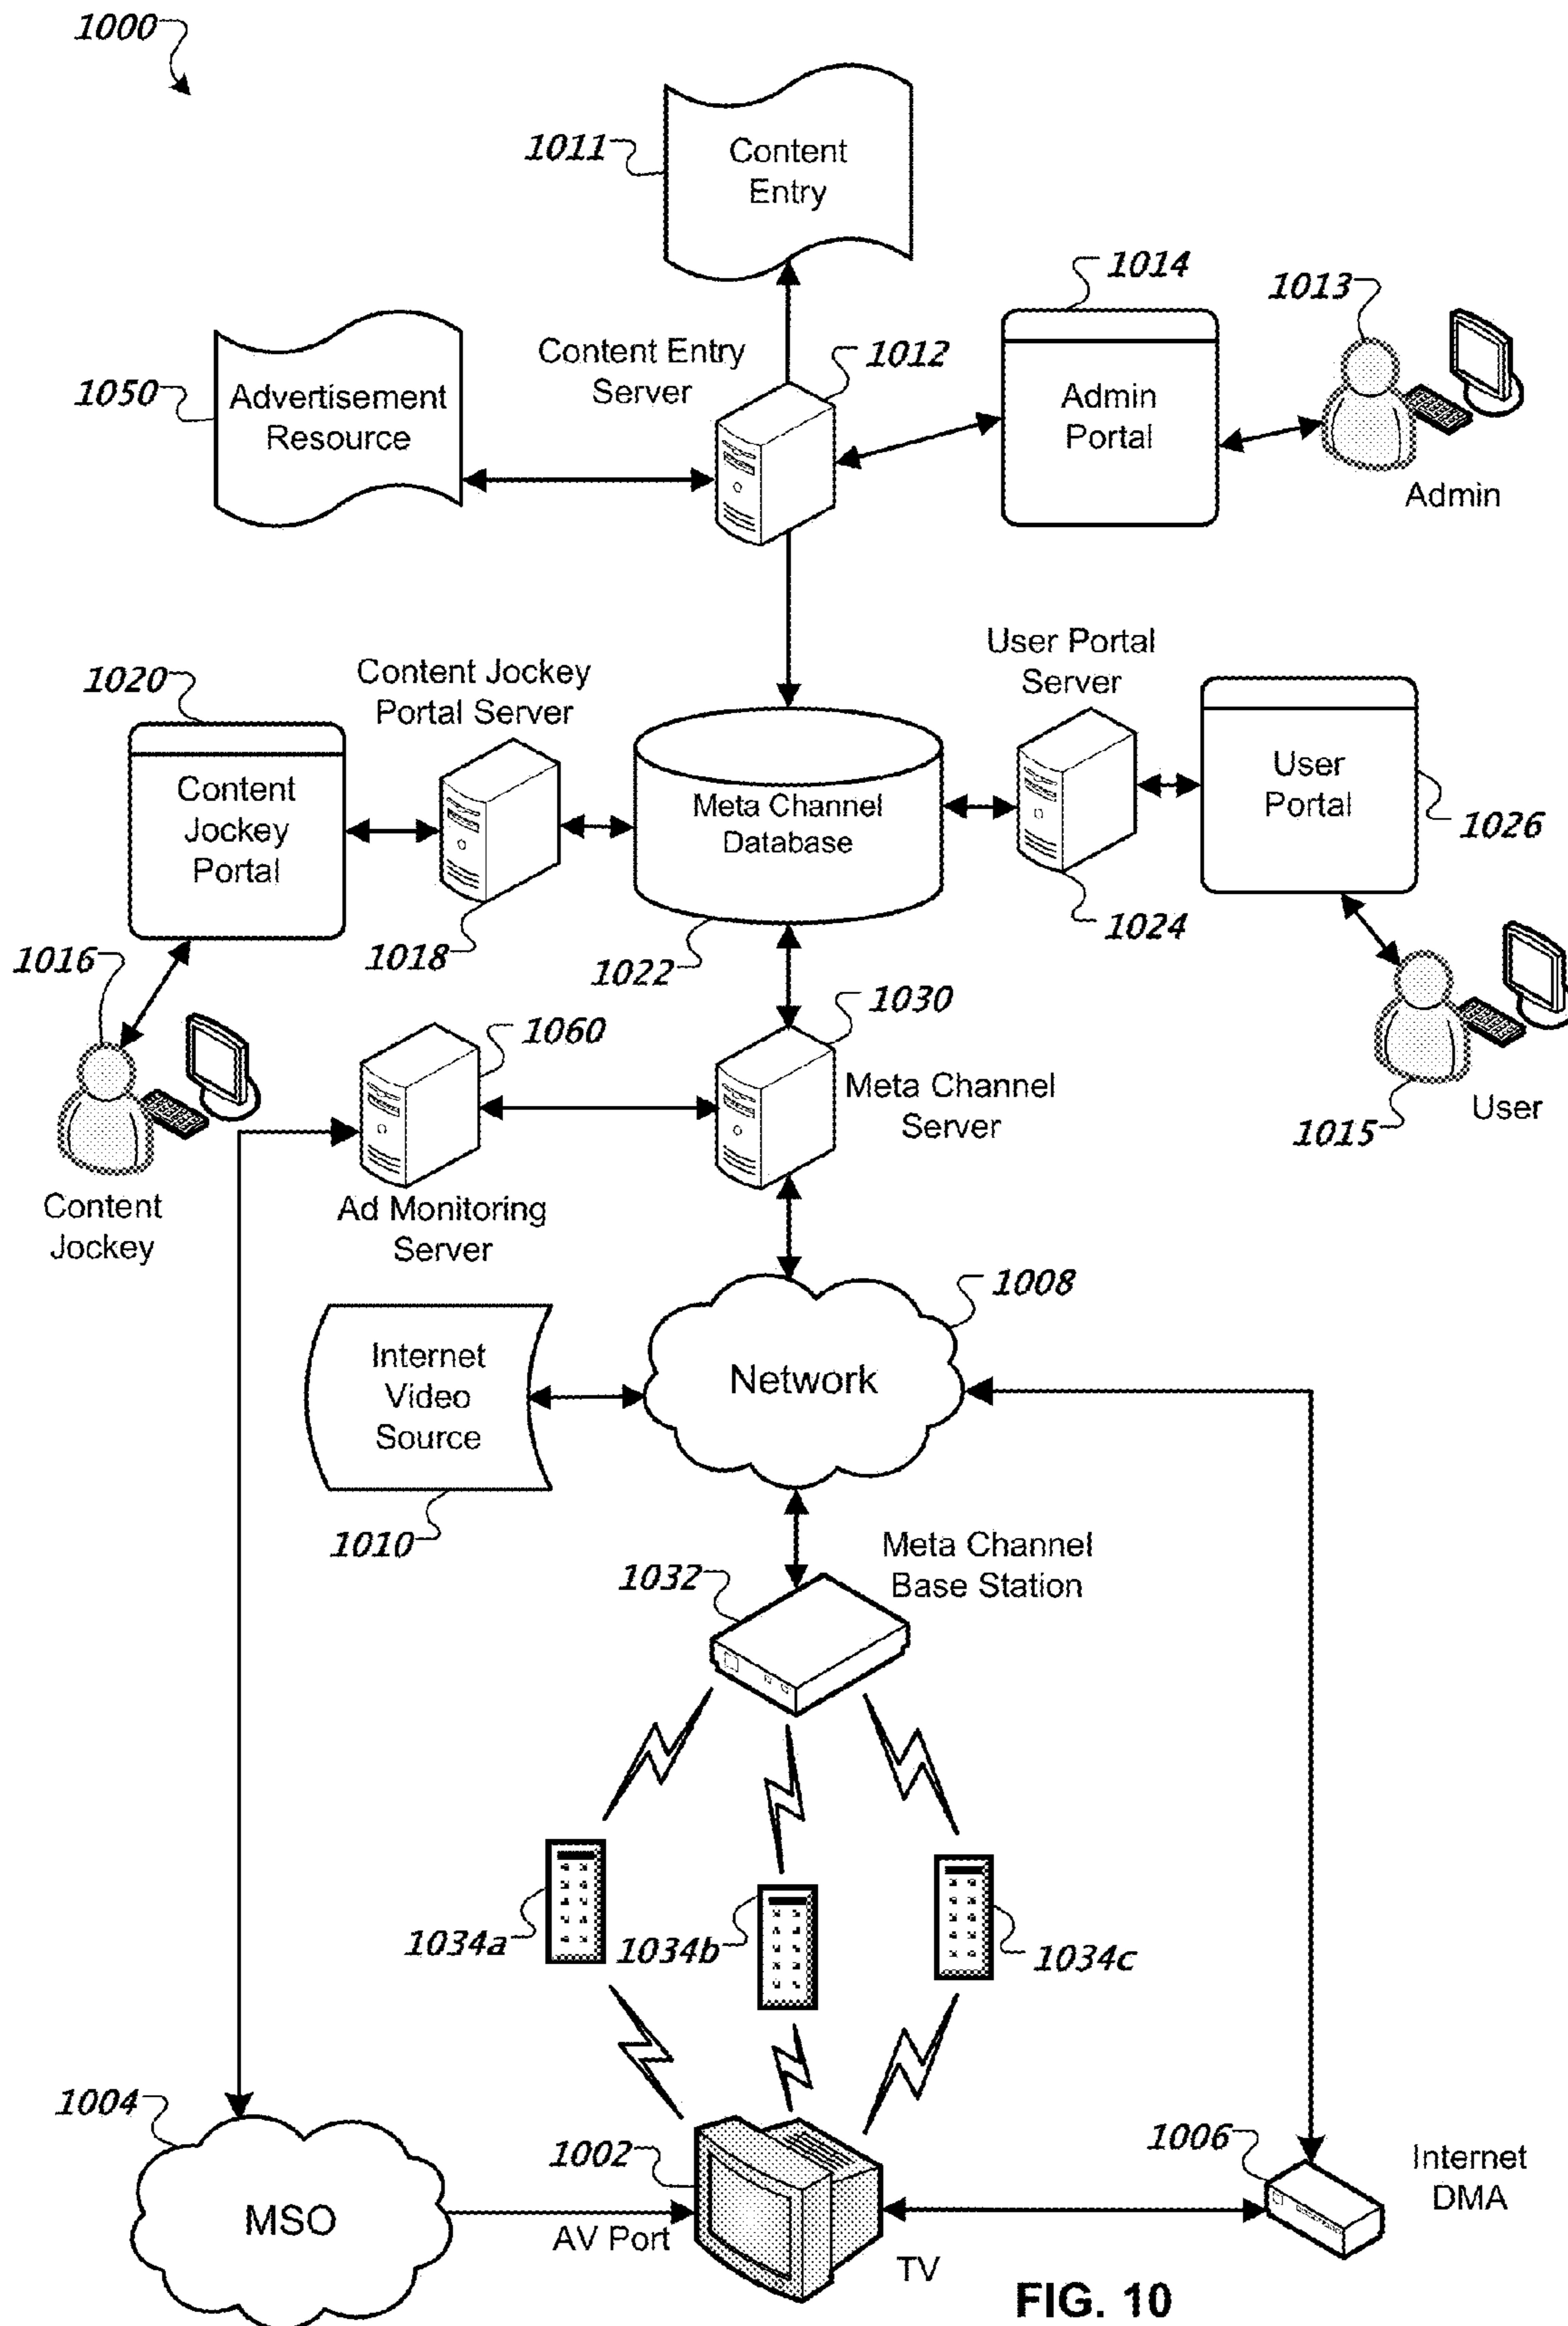 1000
1011
Content
Entry
1014
1013
1050
Advertisement
Resource
Content Entry
Server
1012
Admin
Portal
Admin
1020
Content Jockey
Portal Server
User Portal
Server
Content
Jockey
Portal
Meta Channel
Database
User
Portal
1026
1016
1018
1022
1024
1060
1030
Meta Channel
Server
1015
User
Content
Jockey
Ad Monitoring
Server
1008
Internet
Video
Source
Network
1010
1032
Meta Channel
Base Station
1034a
1034b
1034c
1004
1002
1006
Internet
DMA
MSO
AV Port
TV
FIG. 10